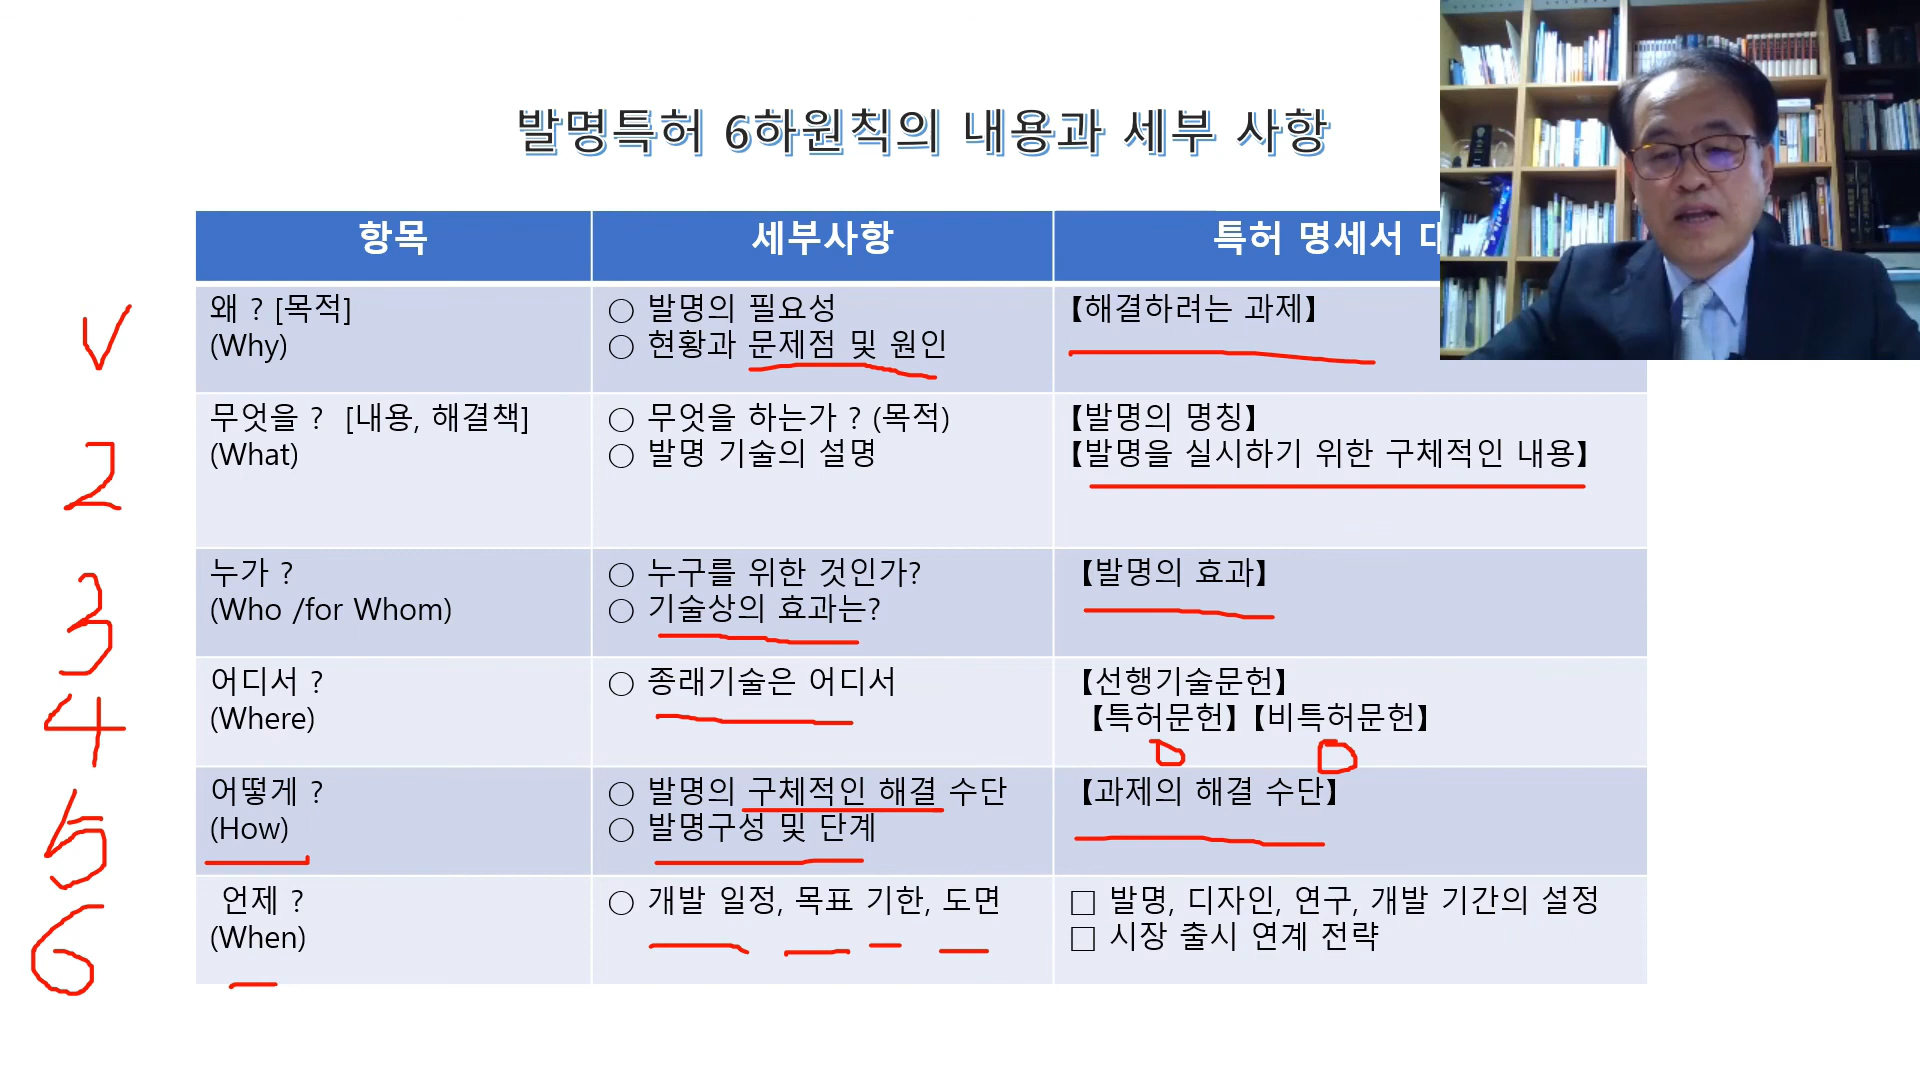 발명특허 6하원칙의 내용과 세부 사항
항목
세부사항
특허 명세서
왜 ? [목적]
(Why)
○ 발명의 필요성
○ 현황과 문제점 및 원인
【해결하려는 과제】
무엇을 ? [내용, 해결책]
(What)
○ 무엇을 하는가 ? (목적)
○ 발명 기술의 설명
【발명의 명칭】
【발명을 실시하기 위한 구체적인 내용】
누가 ?
(Who /for Whom)
○ 누구를 위한 것인가?
○ 기술상의 효과는?
【발명의 효과】
어디서 ?
(Where)
○ 종래기술은 어디서
【선행기술문헌】
【특허문헌】【비특허문헌】
어떻게 ?
(How)
○ 발명의 구체적인 해결 수단
○ 발명구성 및 단계
【과제의 해결 수단】
언제 ?
(When)
○ 개발 일정, 목표 기한, 도면
□ 발명, 디자인, 연구, 개발 기간의 설정
□ 시장 출시 연계 전략
2
3
4
5
6